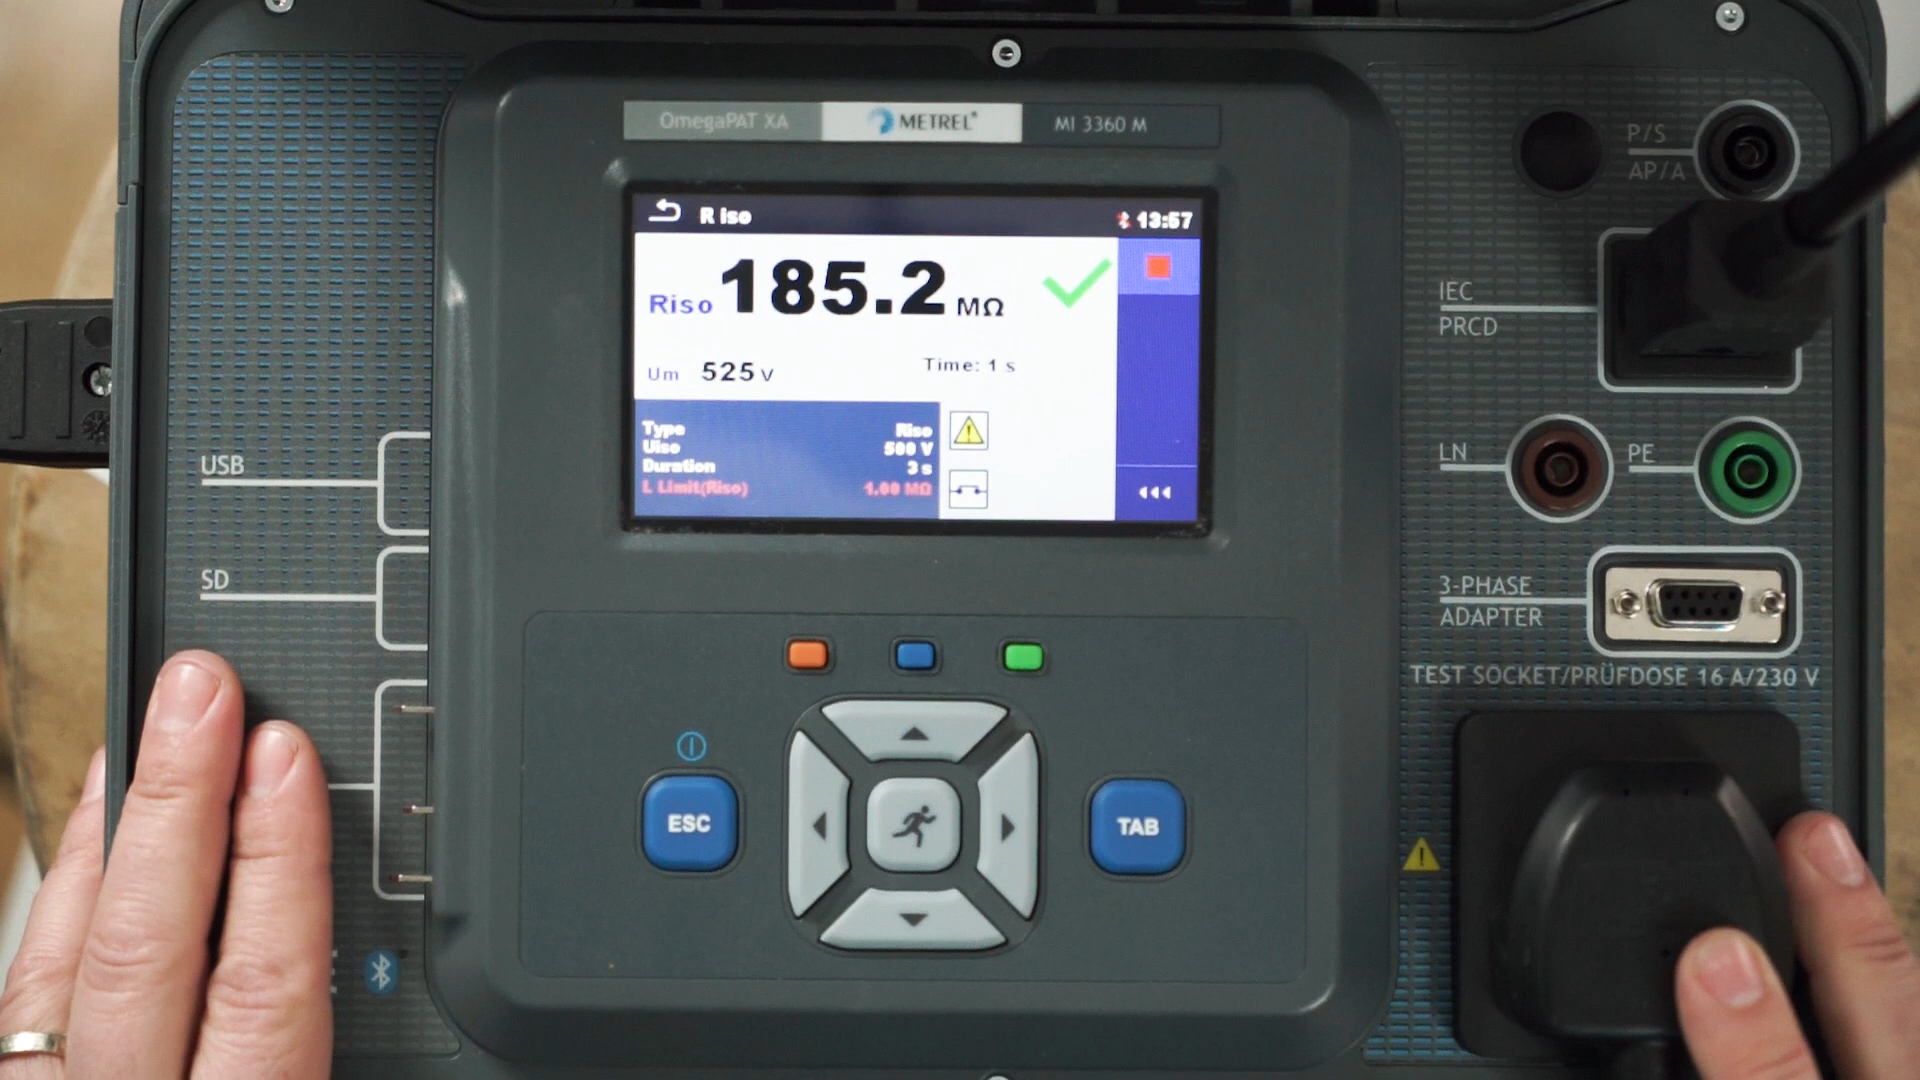 OmegaPAT XA METREL® MI 3360 M
R iso 13:57
Riso 185.2 MΩ
Um 525 V Time: 1 s
Type Riso
Uiso 500 V
Duration 3 s
L Limit(Riso) 1.00 MΩ
P/S
AP/A
IEC
PRCD
LN PE
USB
SD
3-PHASE
ADAPTER
TEST SOCKET/PRÜFDOSE 16 A/230 V
ESC
TAB